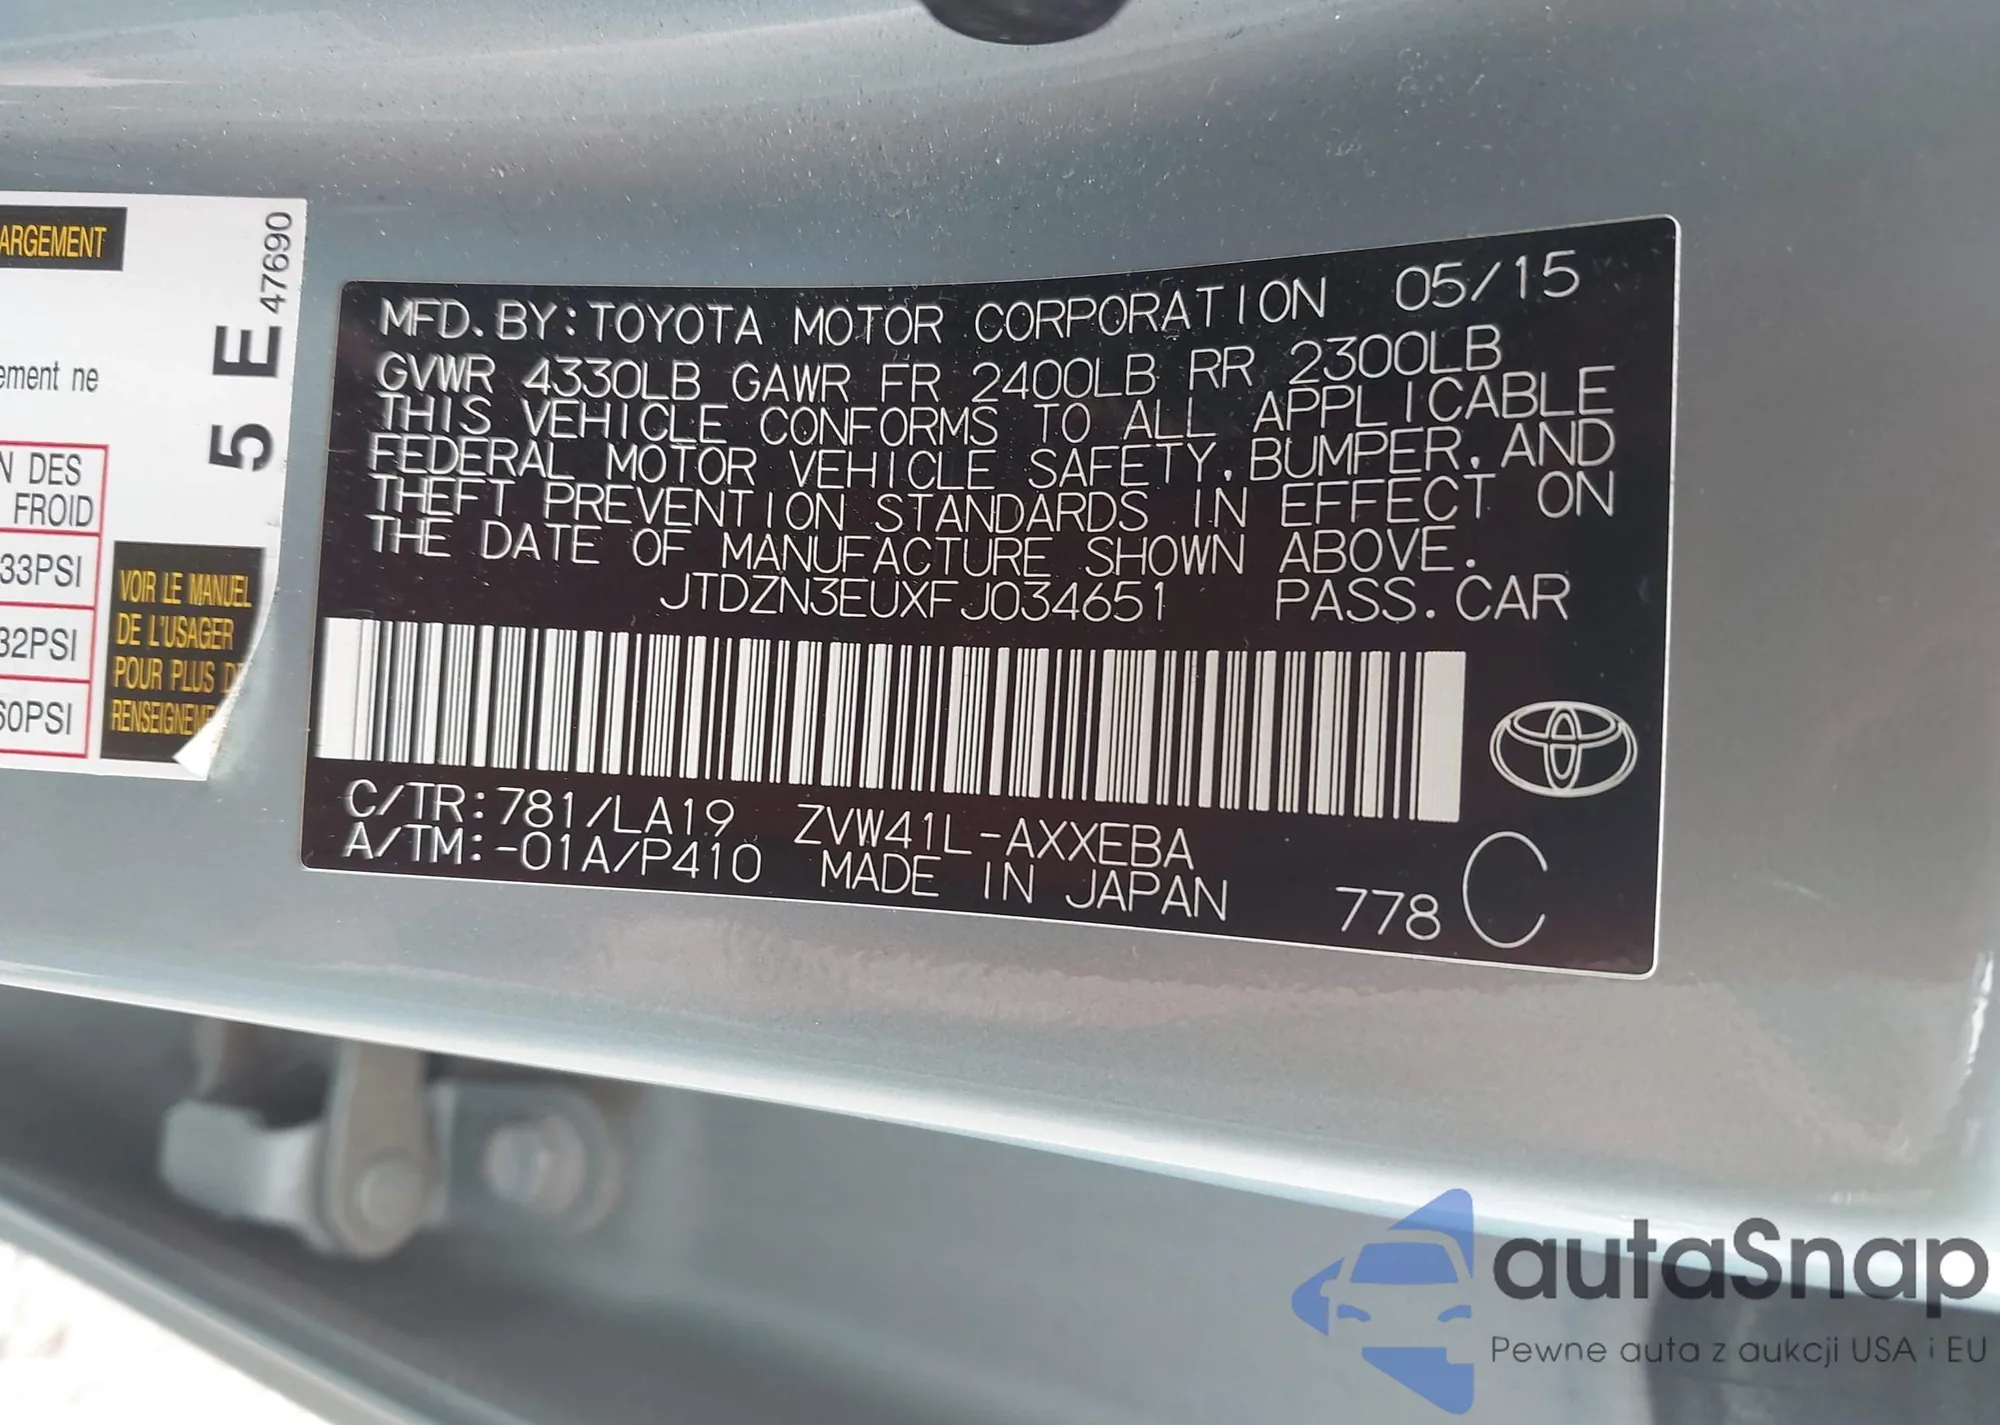 ARGEMENT
47690
5 E
ement ne
N DES
FROID
33PSI
32PSI
60PSI
VOIR LE MANUEL
DE L'USAGER
POUR PLUS D
RENSEIGNEM
MFD. BY: TOYOTA MOTOR CORPORATION 05/15
GVWR 4330LB GAWR FR 2400LB RR 2300LB
THIS VEHICLE CONFORMS TO ALL APPLICABLE
FEDERAL MOTOR VEHICLE SAFETY, BUMPER, AND
THEFT PREVENTION STANDARDS IN EFFECT ON
THE DATE OF MANUFACTURE SHOWN ABOVE.
JTDZN3EUXFJ034651 PASS. CAR
C/TR: 781/LA19 ZVW41L-AXXEBA
A/TM: -01A/P410 MADE IN JAPAN 778 C
autaSnap
Pewne auta z aukcji USA i EU